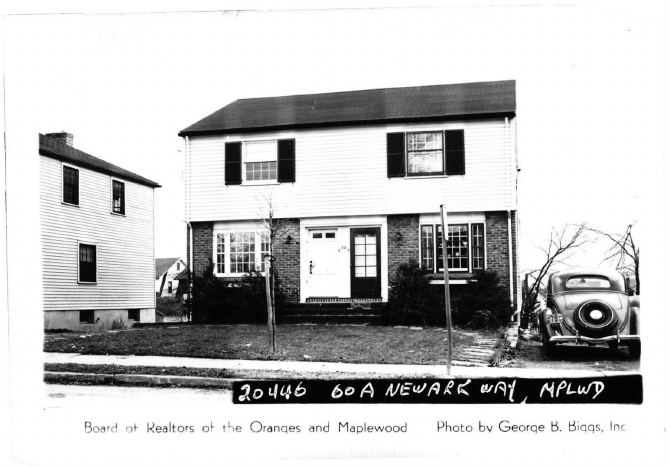 20446 60A NEWARK WAY, MPLWD
Board of Realtors of the Oranges and Maplewood Photo by George B. Biggs, Inc